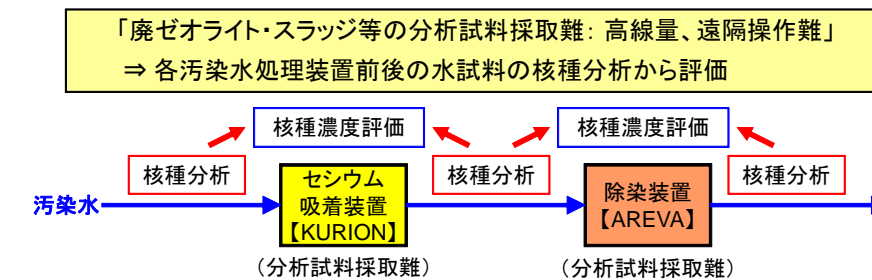 「廃ゼオライト・スラッジ等の分析試料採取難: 高線量、遠隔操作難」
⇒ 各汚染水処理装置前後の水試料の核種分析から評価
核種濃度評価
核種濃度評価
核種分析
核種分析
核種分析
汚染水
セシウム
吸着装置
【KURION】
除染装置
【AREVA】
（分析試料採取難）
（分析試料採取難）